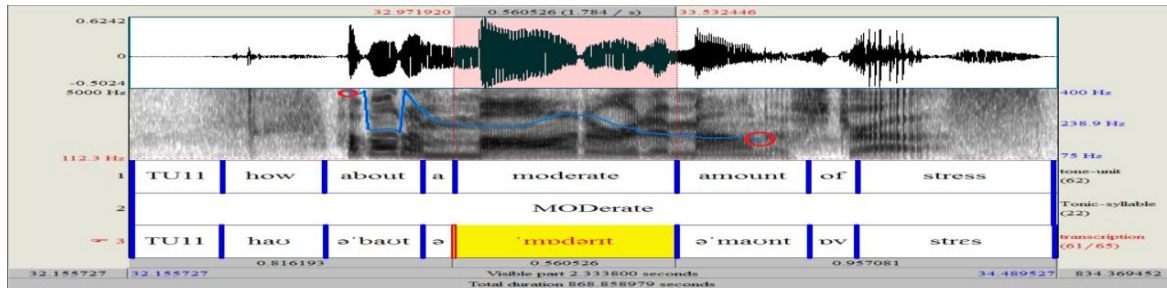 32.971920 0.560526 (1.784 / s) 33.532446
0.6242
0
-0.5024
5000 Hz 400 Hz
238.9 Hz
112.3 Hz 75 Hz
1 TU11 how about a moderate amount of stress tone-unit (62)
2 MODerate Tonic-syllable (22)
3 TU11 haʊ əˈbaʊt ə ˈmɒdərɪt əˈmaʊnt ɒv strɛs transcription (61/65)
0.816193 0.560526 0.957081
32.155727 32.155727 Visible part 2.333800 seconds 34.489527 834.369452
Total duration 868.858979 seconds